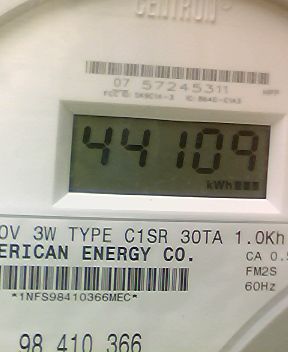 CENTRON
07 57245311
44109
kWh
0V 3W TYPE C1SR 30TA 1.0Kh
ERICAN ENERGY CO. CA 0.5
FM2S
*1NFS98410366MEC* 60Hz
98 410 366